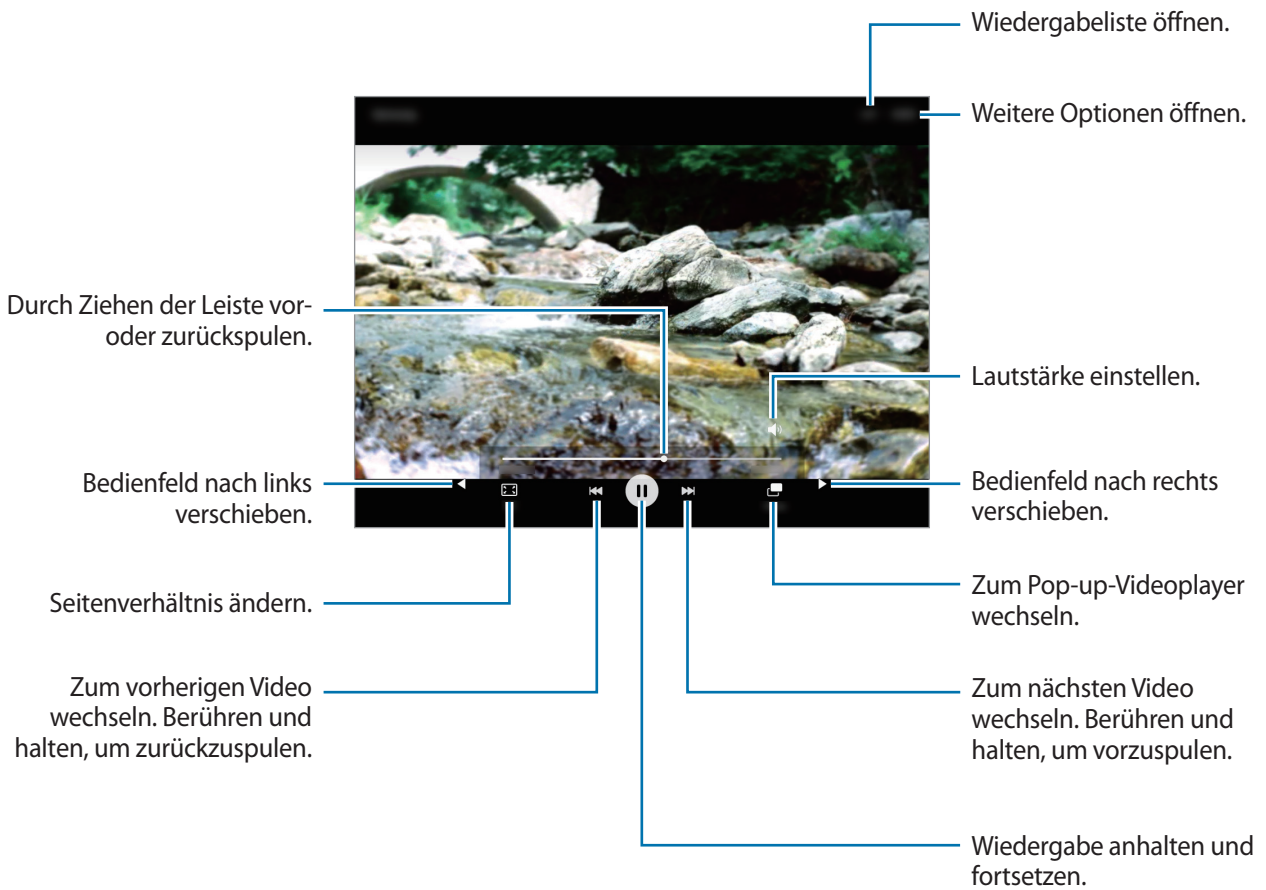 Wiedergabeliste öffnen.
Weitere Optionen öffnen.
Durch Ziehen der Leiste vor-
oder zurückspulen.
Lautstärke einstellen.
Bedienfeld nach links
verschieben.
Bedienfeld nach rechts
verschieben.
Seitenverhältnis ändern.
Zum Pop-up-Videoplayer
wechseln.
Zum vorherigen Video
wechseln. Berühren und
halten, um zurückzuspulen.
Zum nächsten Video
wechseln. Berühren und
halten, um vorzuspulen.
Wiedergabe anhalten und
fortsetzen.